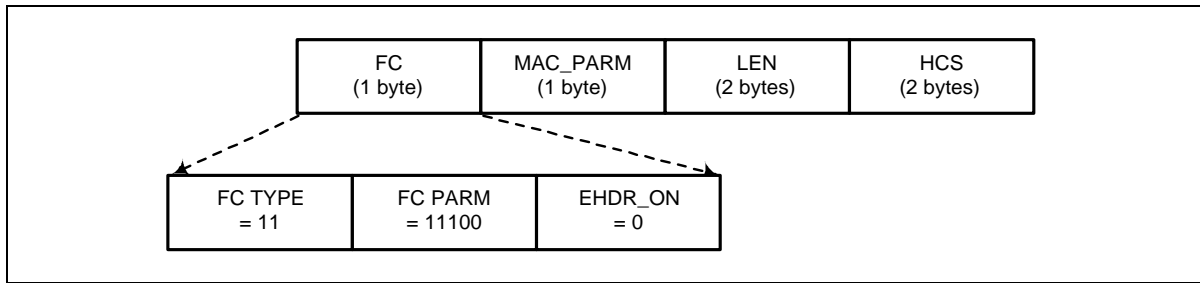 FC
(1 byte)
MAC_PARM
(1 byte)
LEN
(2 bytes)
HCS
(2 bytes)
FC TYPE
= 11
FC PARM
= 11100
EHDR_ON
= 0